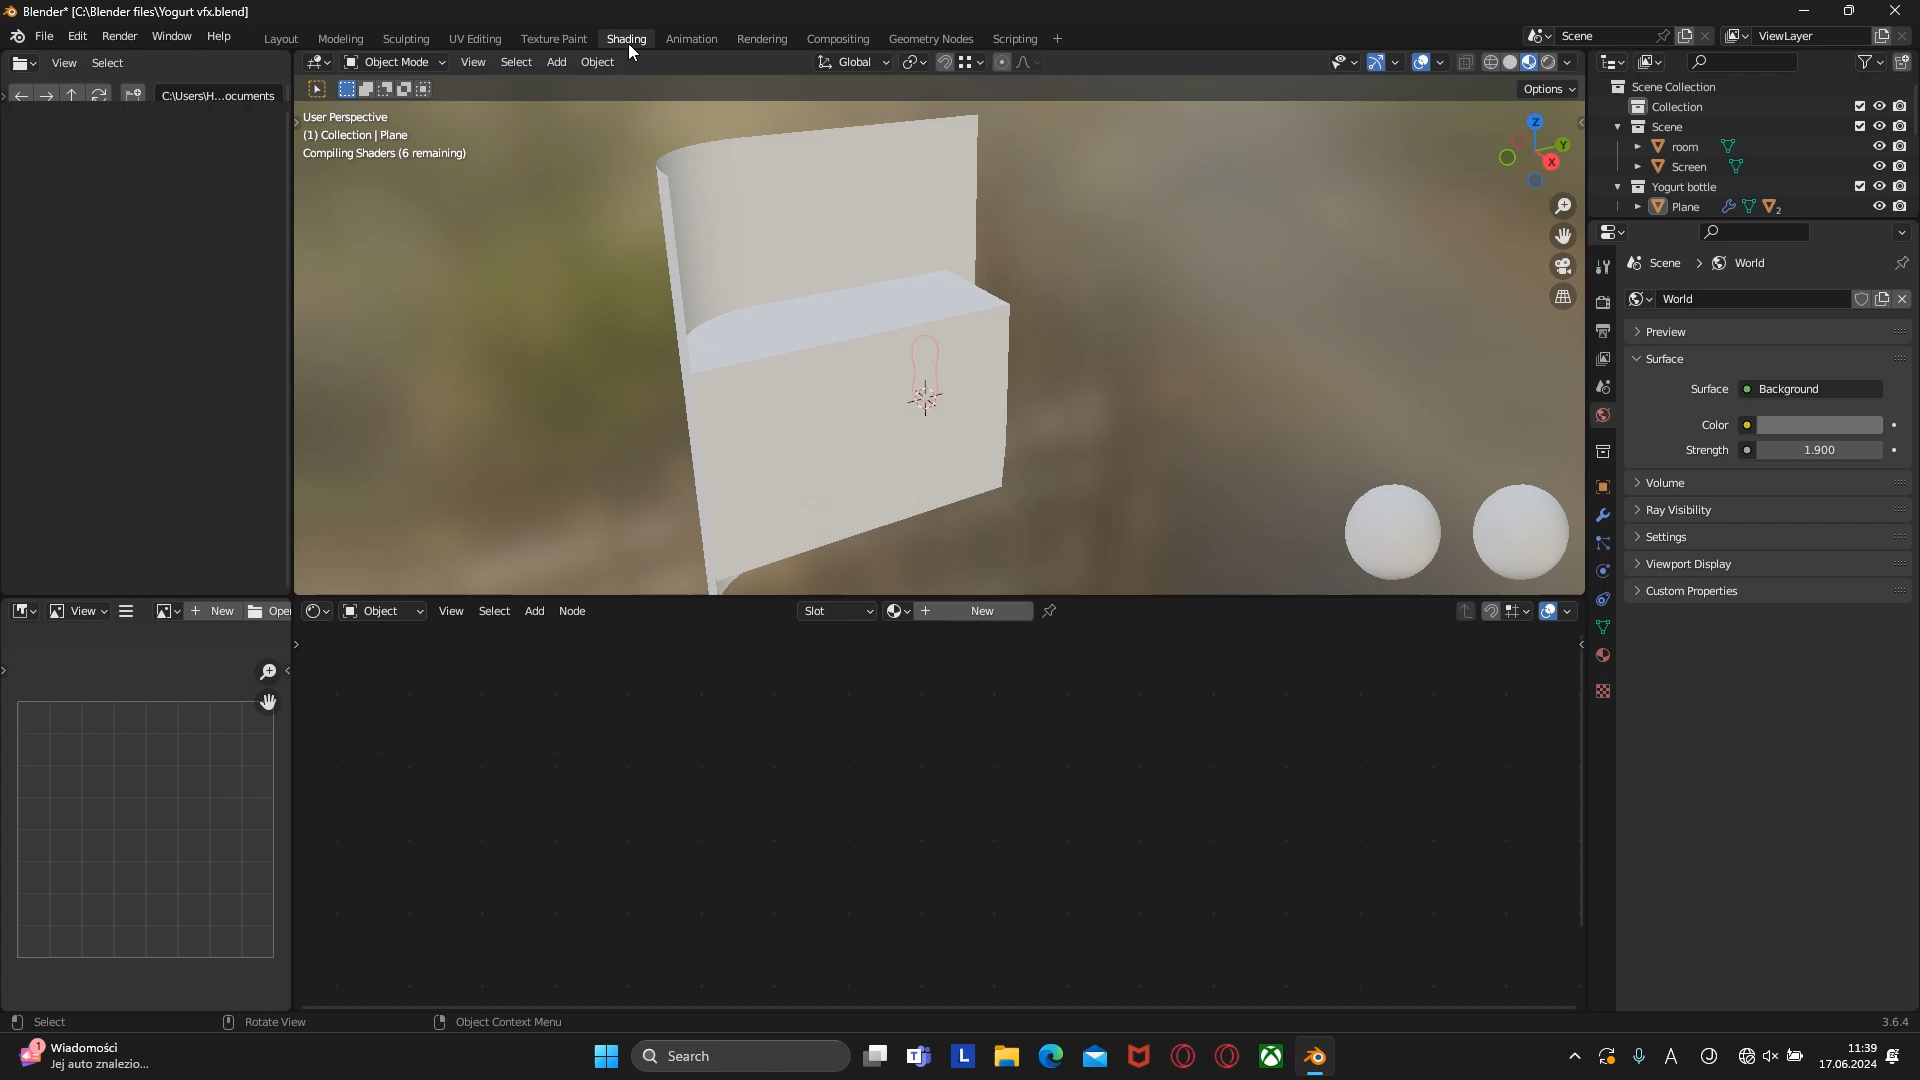 Blender* [C:\Blender files\Yogurt vfx.blend]
File Edit Render Window Help Layout Modeling Sculpting UV Editing Texture Paint Shading Animation Rendering Compositing Geometry Nodes Scripting + Scene ViewLayer
View Select Object Mode View Select Add Object Global
C:\Users\H...ocuments Options
User Perspective
(1) Collection | Plane
Compiling Shaders (6 remaining)
Z
Y
X
Scene Collection
Collection
Scene
room
Screen
Yogurt bottle
Plane 2
Scene > World
World
Preview
Surface
Surface Background
Color
Strength 1.900
Volume
Ray Visibility
Settings
Viewport Display
Custom Properties
View + New Ope Object View Select Add Node Slot + New
Select Rotate View Object Context Menu 3.6.4
1 Wiadomości
Jej auto znalezio...
Search
L
A
11:39
17.06.2024